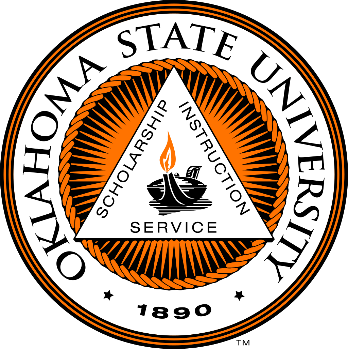 OKLAHOMA STATE UNIVERSITY
SCHOLARSHIP
INSTRUCTION
SERVICE
★ 1890 ★
TM